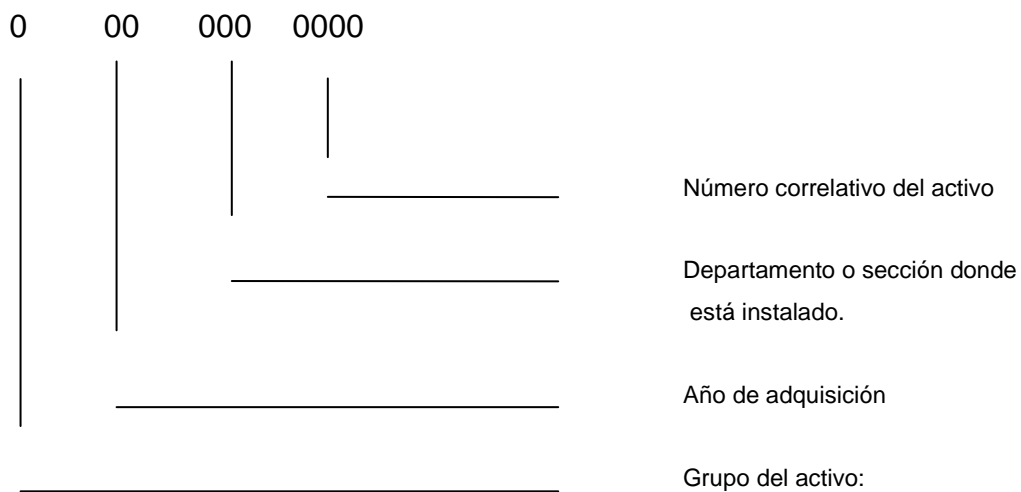 0 00 000 0000
Número correlativo del activo
Departamento o sección donde
está instalado.
Año de adquisición
Grupo del activo: